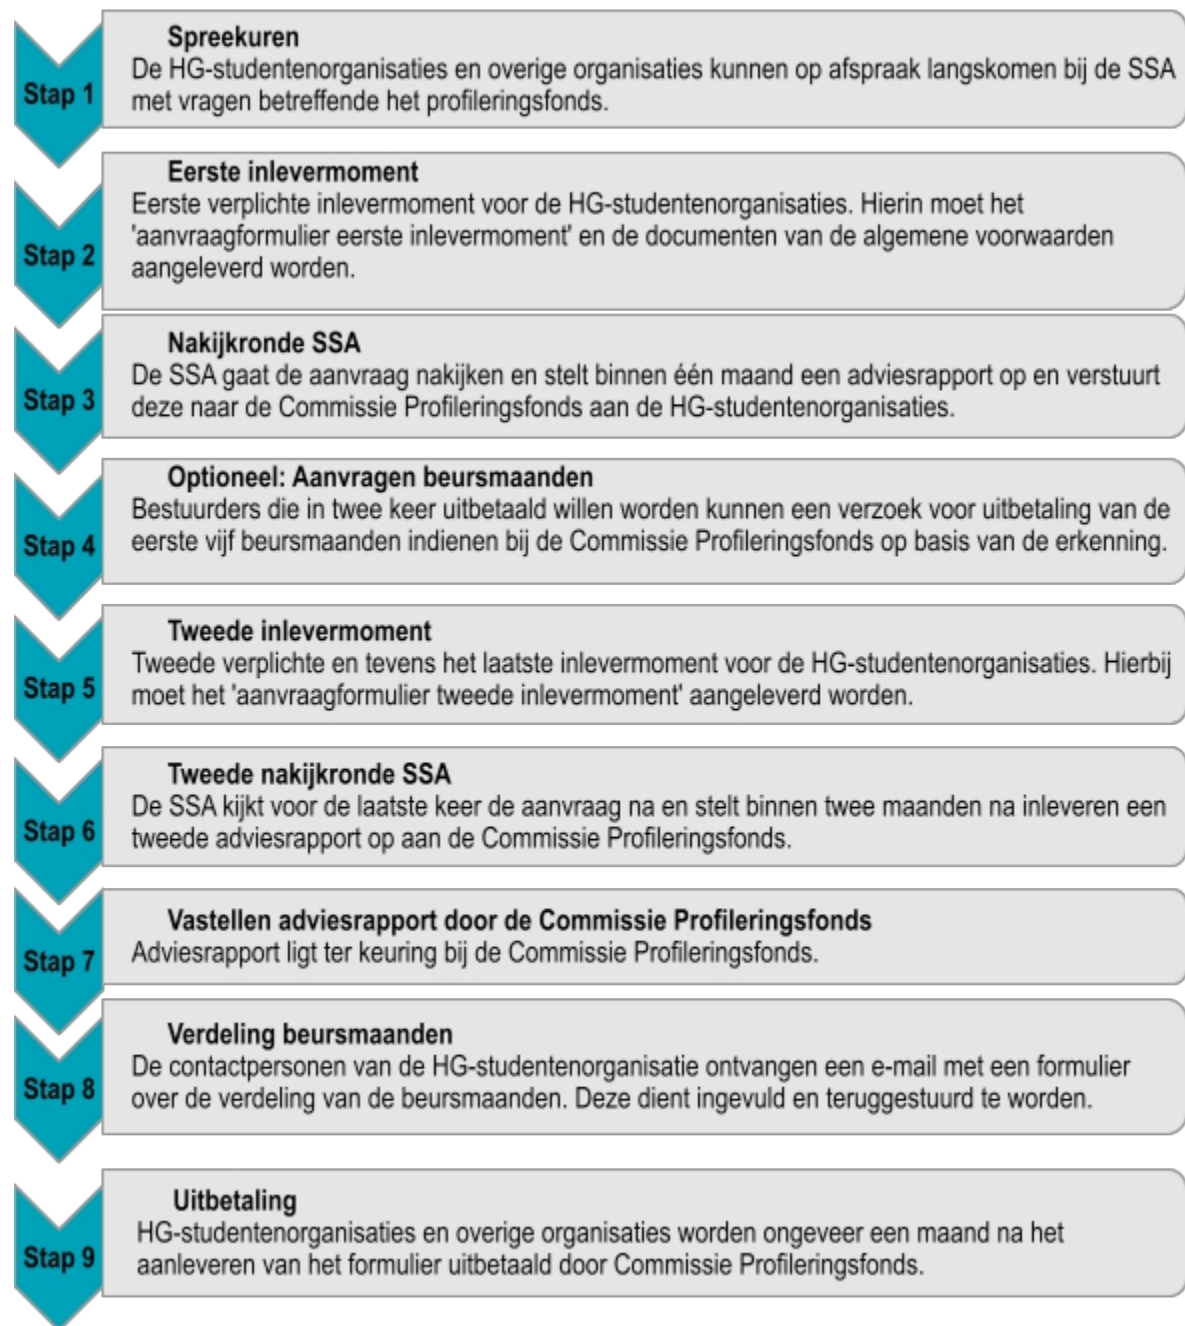 Spreekuren
De HG-studentenorganisaties en overige organisaties kunnen op afspraak langskomen bij de SSA
Stap 1
met vragen betreffende het profileringsfonds.
Eerste inlevermoment
Eerste verplichte inlevermoment voor de HG-studentenorganisaties. Hierin moet het
'aanvraagformulier eerste inlevermoment' en de documenten van de algemene voorwaarden
Stap 2
aangeleverd worden.
Nakijkronde SSA
De SSA gaat de aanvraag nakijken en stelt binnen één maand een adviesrapport op en verstuurt
Stap 3
deze naar de Commissie Profileringsfonds aan de HG-studentenorganisaties.
Optioneel: Aanvragen beursmaanden
Bestuurders die in twee keer uitbetaald willen worden kunnen een verzoek voor uitbetaling van de
Stap 4
eerste vijf beursmaanden indienen bij de Commissie Profileringsfonds op basis van de erkenning.
Tweede inlevermoment
Tweede verplichte en tevens het laatste inlevermoment voor de HG-studentenorganisaties. Hierbij
Stap 5
moet het 'aanvraagformulier tweede inlevermoment' aangeleverd worden.
Tweede nakijkronde SSA
De SSA kijkt voor de laatste keer de aanvraag na en stelt binnen twee maanden na inleveren een
Stap 6
tweede adviesrapport op aan de Commissie Profileringsfonds.
Vastellen adviesrapport door de Commissie Profileringsfonds
Stap 7
Adviesrapport ligt ter keuring bij de Commissie Profileringsfonds.
Verdeling beursmaanden
De contactpersonen van de HG-studentenorganisatie ontvangen een e-mail met een formulier
Stap 8
over de verdeling van de beursmaanden. Deze dient ingevuld en teruggestuurd te worden.
Uitbetaling
HG-studentenorganisaties en overige organisaties worden ongeveer een maand na het
Stap 9
aanleveren van het formulier uitbetaald door Commissie Profileringsfonds.